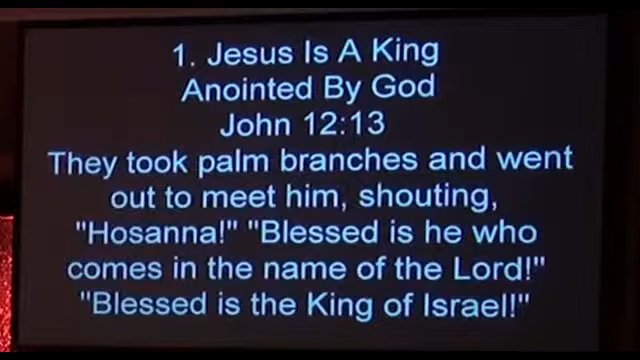 1. Jesus Is A King
Anointed By God
John 12:13
They took palm branches and went
out to meet him, shouting,
"Hosanna!" "Blessed is he who
comes in the name of the Lord!"
"Blessed is the King of Israel!"